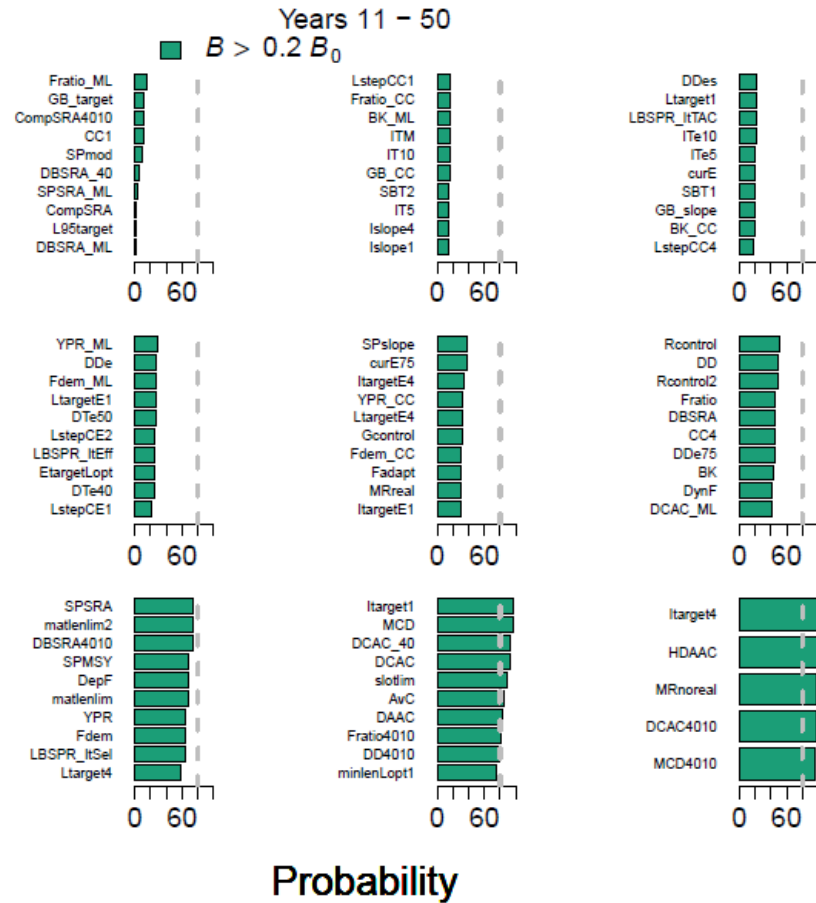 Years 11 − 50
B > 0.2 B0
Fratio_ML
GB_target
CompSRA4010
CC1
SPmod
DBSRA_40
SPSRA_ML
CompSRA
L95target
DBSRA_ML
0 60
LstepCC1
Fratio_CC
BK_ML
ITM
IT10
GB_CC
SBT2
IT5
Islope4
Islope1
0 60
DDes
Ltarget1
LBSPR_ItTAC
ITe10
ITe5
curE
SBT1
GB_slope
BK_CC
LstepCC4
0 60
YPR_ML
DDe
Fdem_ML
LtargetE1
DTe50
LstepCE2
LBSPR_ItEff
EtargetLopt
DTe40
LstepCE1
0 60
SPslope
curE75
ItargetE4
YPR_CC
LtargetE4
Gcontrol
Fdem_CC
Fadapt
MRreal
ItargetE1
0 60
Rcontrol
DD
Rcontrol2
Fratio
DBSRA
CC4
DDe75
BK
DynF
DCAC_ML
0 60
SPSRA
matlenlim2
DBSRA4010
SPMSY
DepF
matlenlim
YPR
Fdem
LBSPR_ItSel
Ltarget4
0 60
Itarget1
MCD
DCAC_40
DCAC
slotlim
AvC
DAAC
Fratio4010
DD4010
minlenLopt1
0 60
Itarget4
HDAAC
MRnoreal
DCAC4010
MCD4010
0 60
Probability